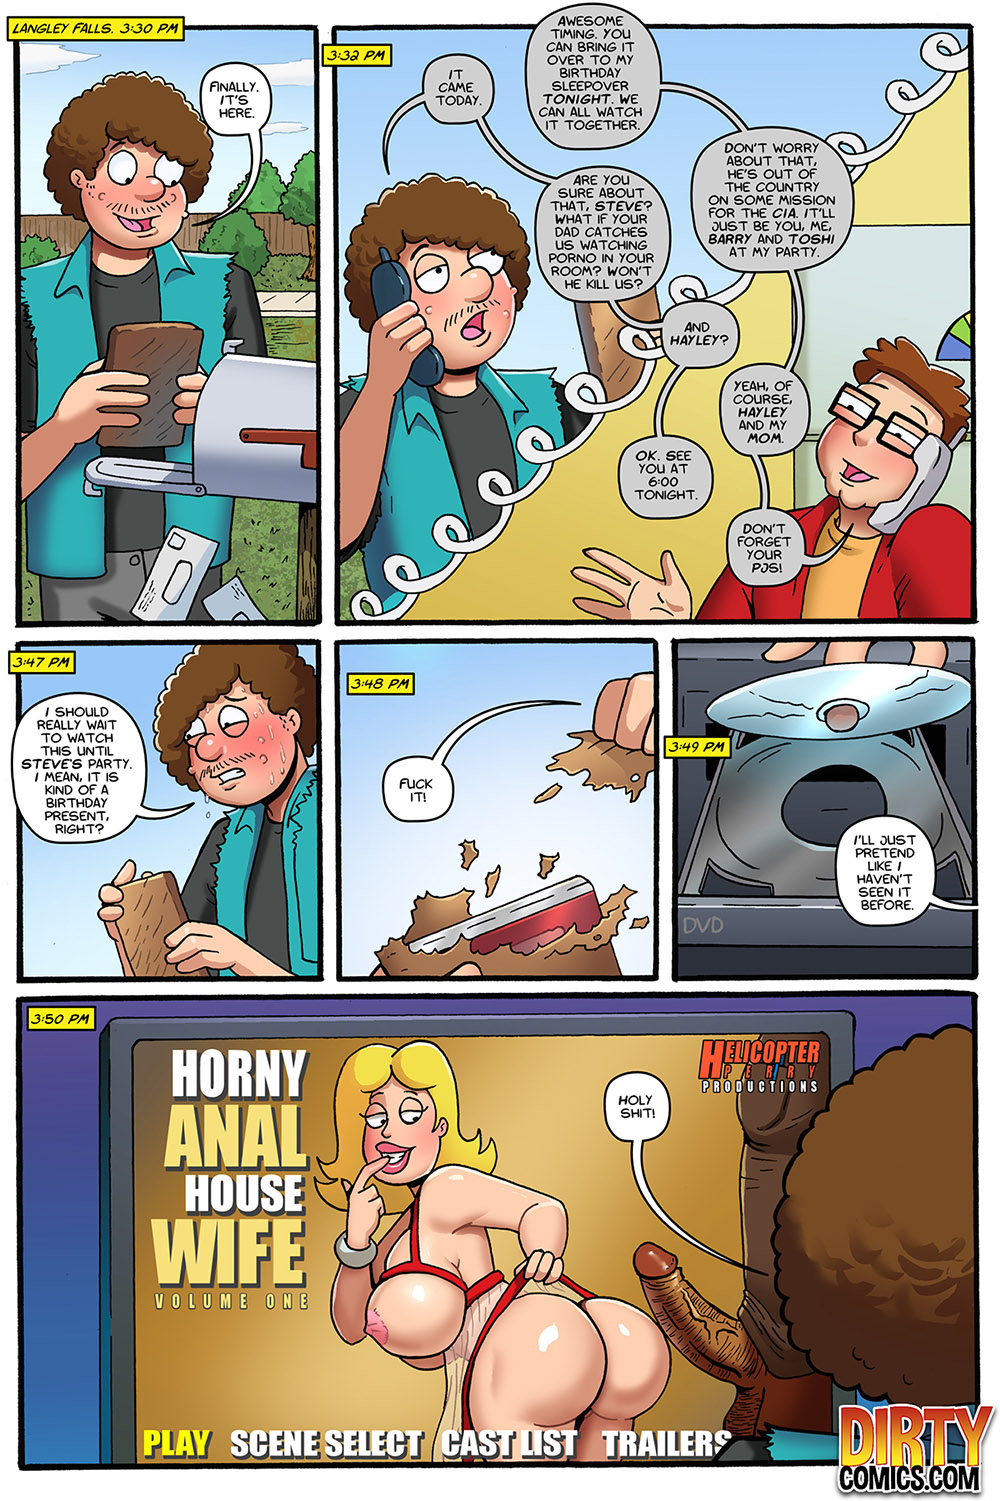 LANGLEY FALLS. 3:30 PM
FINALLY.
IT'S
HERE.
3:32 PM
IT
CAME
TODAY.
AWESOME
TIMING. YOU
CAN BRING IT
OVER TO MY
BIRTHDAY
SLEEPOVER
TONIGHT. WE
CAN ALL WATCH
IT TOGETHER.
ARE YOU
SURE ABOUT
THAT, STEVE?
WHAT IF YOUR
DAD CATCHES
US WATCHING
PORNO IN YOUR
ROOM? WON'T
HE KILL US?
DON'T WORRY
ABOUT THAT,
HE'S OUT OF
THE COUNTRY
ON SOME MISSION
FOR THE CIA. IT'LL
JUST BE YOU, ME,
BARRY AND TOSHI
AT MY PARTY.
AND
HAYLEY?
YEAH, OF
COURSE,
HAYLEY
AND MY
MOM.
OK. SEE
YOU AT
6:00
TONIGHT.
DON'T
FORGET
YOUR
PJS!
3:47 PM
I SHOULD
REALLY WAIT
TO WATCH
THIS UNTIL
STEVE'S PARTY.
I MEAN, IT IS
KIND OF A
BIRTHDAY
PRESENT,
RIGHT?
3:48 PM
FUCK
IT!
3:49 PM
I'LL JUST
PRETEND
LIKE I
HAVEN'T
SEEN IT
BEFORE.
DVD
3:50 PM
HORNY
ANAL
HOUSE
WIFE
VOLUME ONE
HELICOPTER
PERRY
PRODUCTIONS
HOLY
SHIT!
PLAY SCENE SELECT CAST LIST TRAILERS
DIRTY
COMICS.COM